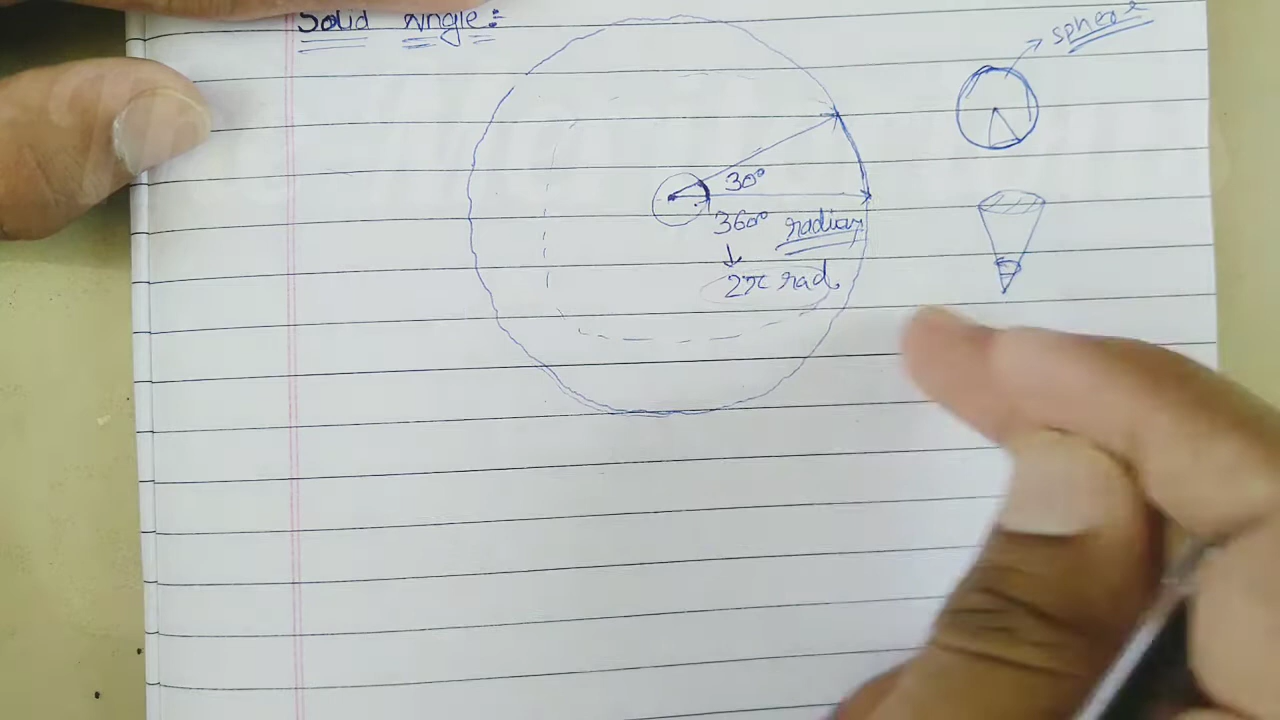 Solid Angle:
sphere
30°
360° radian
2π rad.